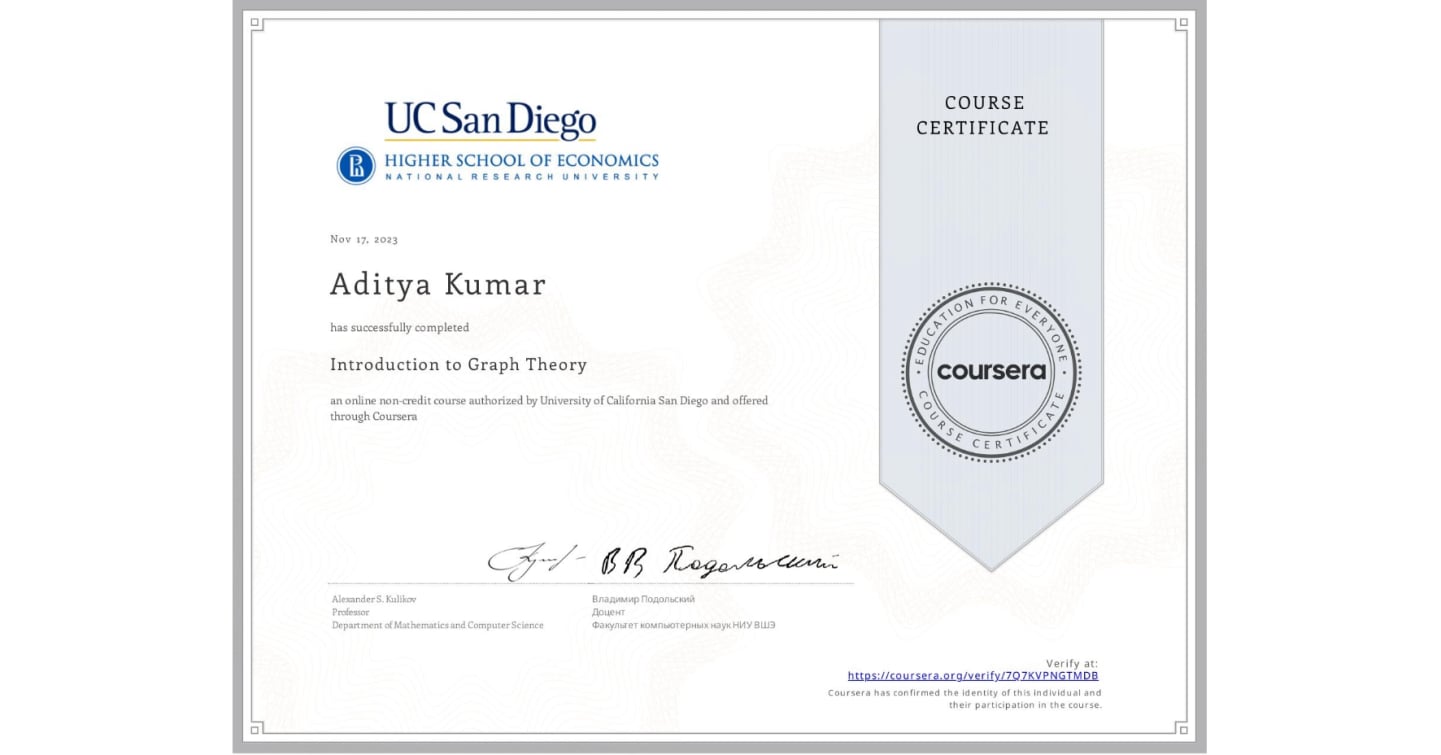 UC San Diego
HIGHER SCHOOL OF ECONOMICS
NATIONAL RESEARCH UNIVERSITY
COURSE
CERTIFICATE
Nov 17, 2023
Aditya Kumar
has successfully completed
Introduction to Graph Theory
an online non-credit course authorized by University of California San Diego and offered
through Coursera
EDUCATION FOR EVERYONE
coursera
COURSE CERTIFICATE
ВВ Подольский
Alexander S. Kulikov
Professor
Department of Mathematics and Computer Science
Владимир Подольский
Доцент
Факультет компьютерных наук НИУ ВШЭ
Verify at:
https://coursera.org/verify/7Q7KVPNGTMDB
Coursera has confirmed the identity of this individual and
their participation in the course.